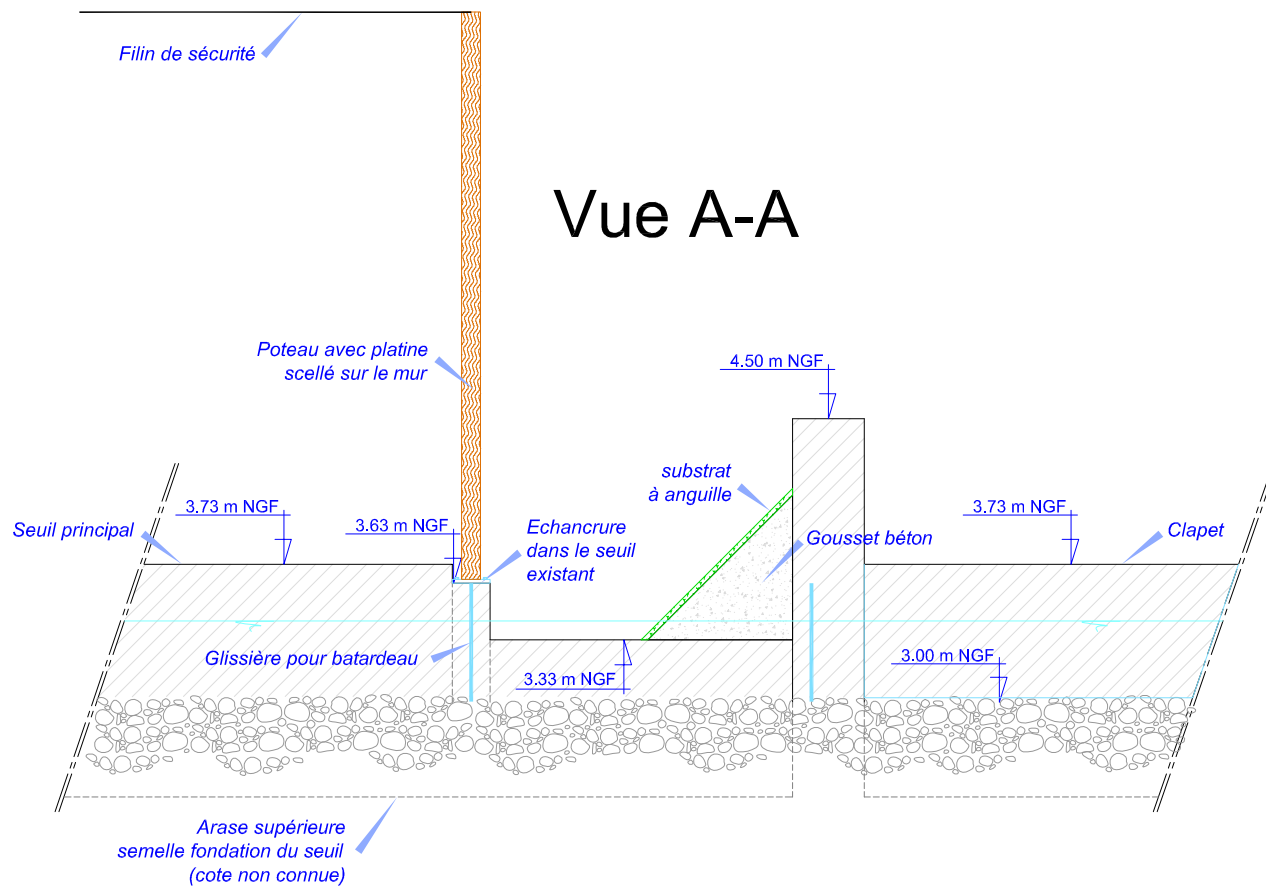 Filin de sécurité
Vue A-A
Poteau avec platine
scellé sur le mur
4.50 m NGF
substrat
à anguille
3.73 m NGF
Seuil principal
3.63 m NGF
Echancrure
dans le seuil
existant
Gousset béton
3.73 m NGF
Clapet
Glissière pour batardeau
3.33 m NGF
3.00 m NGF
Arase supérieure
semelle fondation du seuil
(cote non connue)